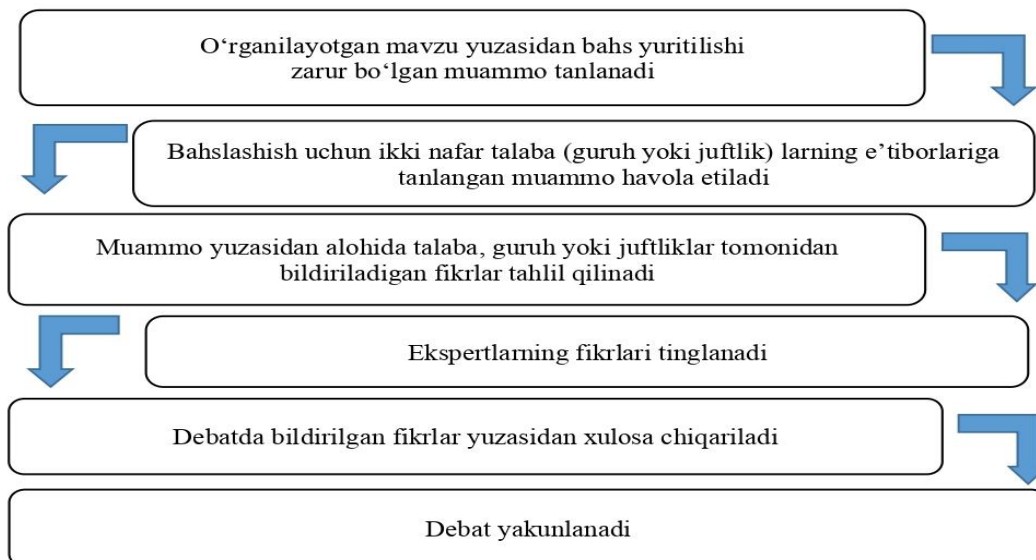 O‘rganilayotgan mavzu yuzasidan bahs yuritilishi
zarur bo‘lgan muammo tanlanadi
Bahslashish uchun ikki nafar talaba (guruh yoki juftlik) larning e’tiborlariga
tanlangan muammo havola etiladi
Muammo yuzasidan alohida talaba, guruh yoki juftliklar tomonidan
bildiriladigan fikrlar tahlil qilinadi
Ekspertlarning fikrlari tinglanadi
Debatda bildirilgan fikrlar yuzasidan xulosa chiqariladi
Debat yakunlanadi